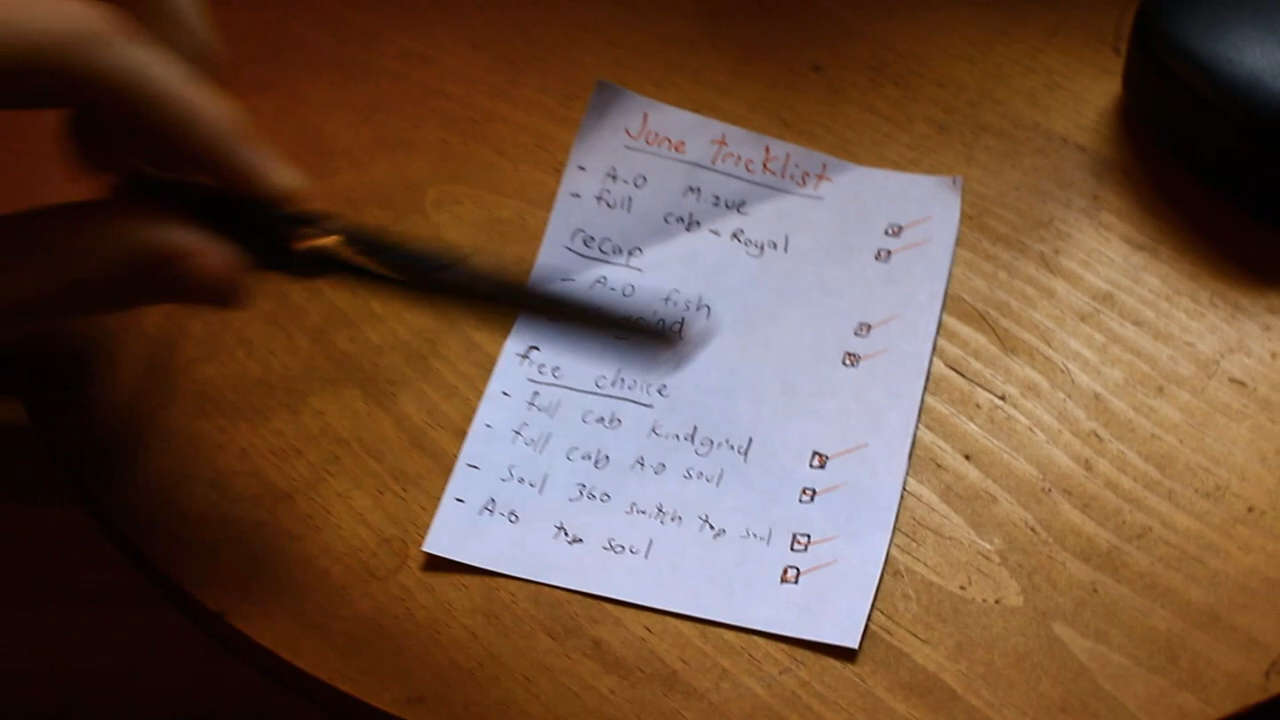 June tricklist
- A-O Mizue
- full cab - Royal
recap
- A-O fish
grind
free choice
- full cab kindgrind
- full cab A-O soul
- Soul 360 switch top soul
- A-O top soul